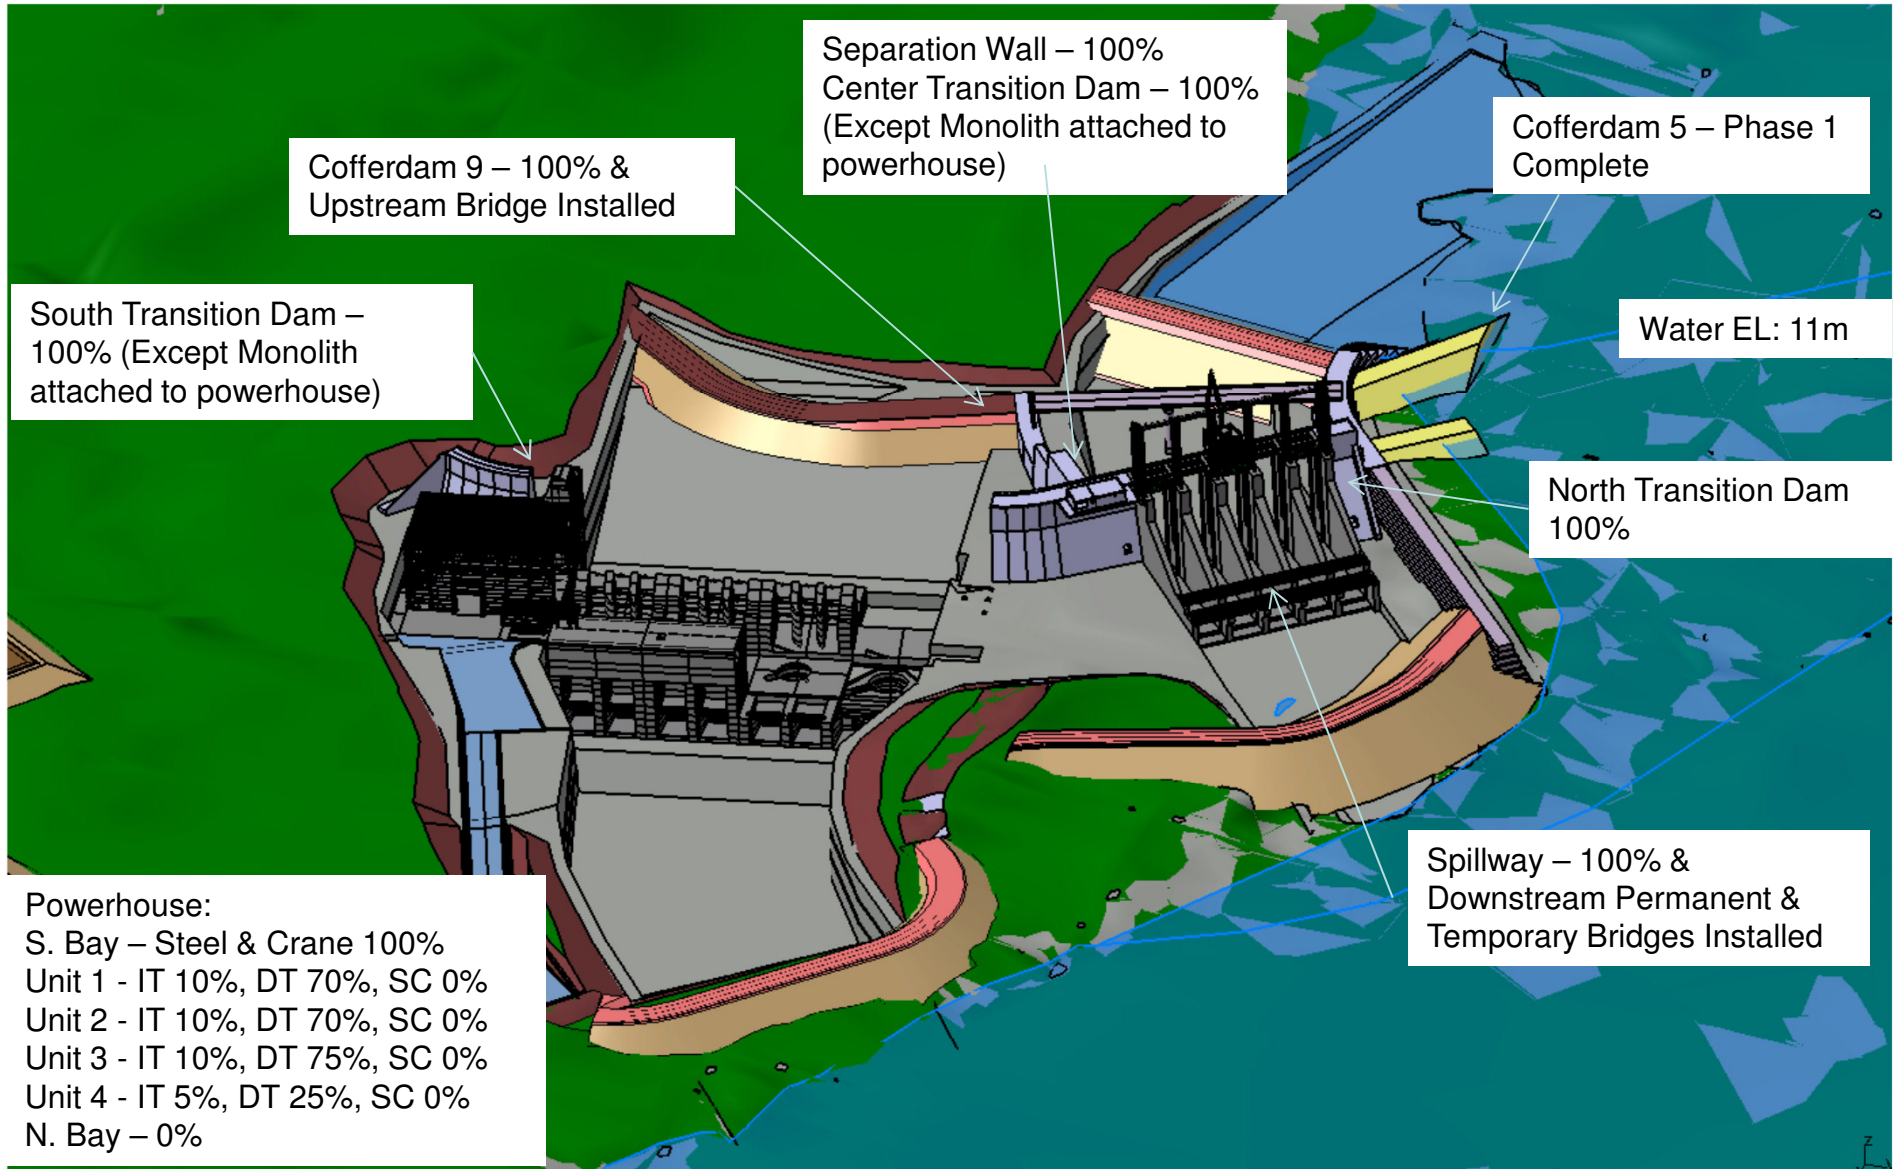 Separation Wall – 100%
Center Transition Dam – 100%
(Except Monolith attached to
powerhouse)
Cofferdam 5 – Phase 1
Complete
Cofferdam 9 – 100% &
Upstream Bridge Installed
South Transition Dam –
100% (Except Monolith
attached to powerhouse)
Water EL: 11m
North Transition Dam
100%
Spillway – 100% &
Downstream Permanent &
Temporary Bridges Installed
Powerhouse:
S. Bay – Steel & Crane 100%
Unit 1 - IT 10%, DT 70%, SC 0%
Unit 2 - IT 10%, DT 70%, SC 0%
Unit 3 - IT 10%, DT 75%, SC 0%
Unit 4 - IT 5%, DT 25%, SC 0%
N. Bay – 0%
z